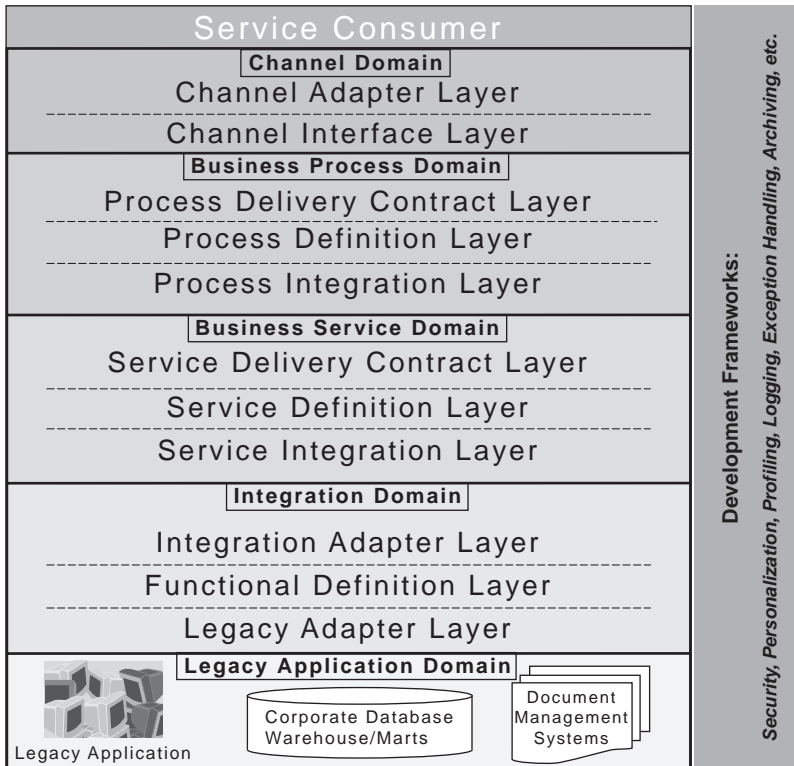 Service Consumer
Channel Domain
Channel Adapter Layer
Channel Interface Layer
Business Process Domain
Process Delivery Contract Layer
Process Definition Layer
Process Integration Layer
Business Service Domain
Service Delivery Contract Layer
Service Definition Layer
Service Integration Layer
Integration Domain
Integration Adapter Layer
Functional Definition Layer
Legacy Adapter Layer
Legacy Application Domain
Legacy Application
Corporate Database
Warehouse/Marts
Document
Management
Systems
Development Frameworks:
Security, Personalization, Profiling, Logging, Exception Handling, Archiving, etc.